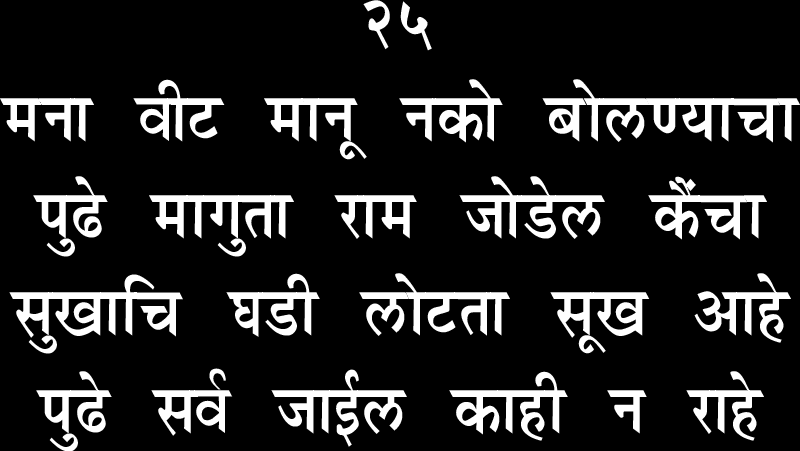 २५
मना वीट मानू नको बोलण्याचा
पुढे मागुता राम जोडेल कैंचा
सुखाचि घडी लोटता सूख आहे
पुढे सर्व जाईल काही न राहे